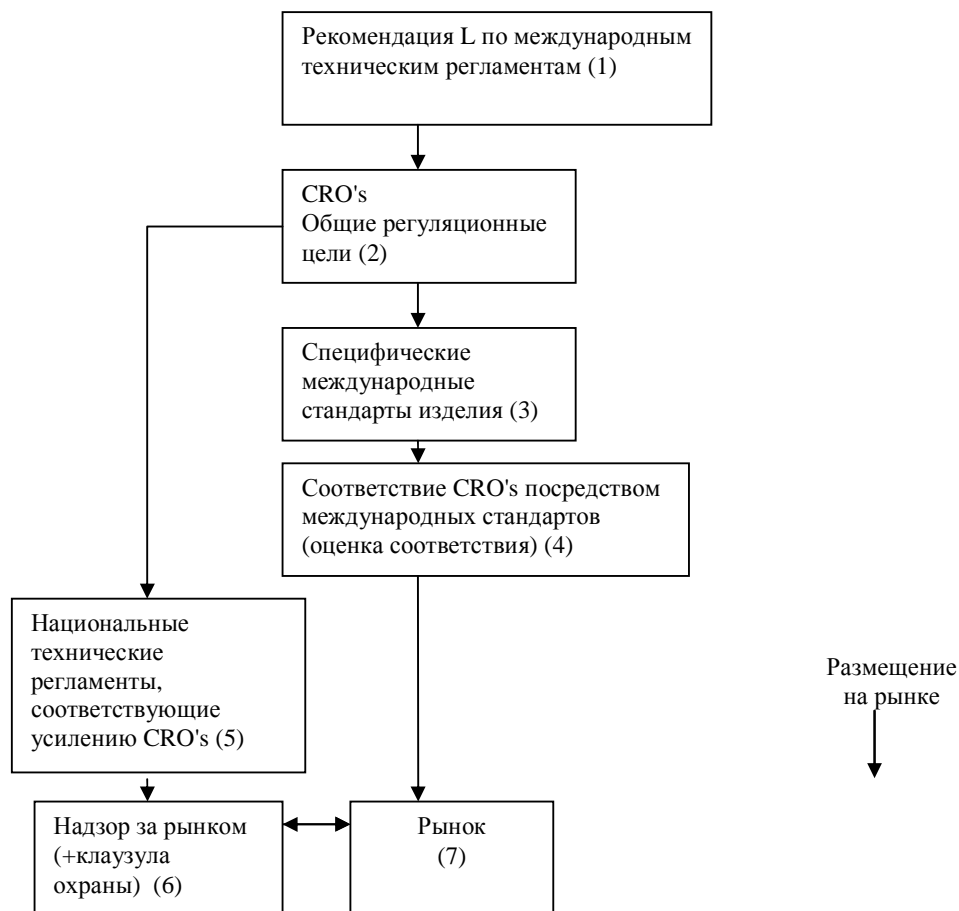 Рекомендация L по международным
техническим регламентам (1)
CRO's
Общие регуляционные
цели (2)
Специфические
международные
стандарты изделия (3)
Соответствие CRO's посредством
международных стандартов
(оценка соответствия) (4)
Национальные
технические
регламенты,
соответствующие
усилению CRO's (5)
Размещение
на рынке
Надзор за рынком
(+клаузула
охраны) (6)
Рынок
(7)